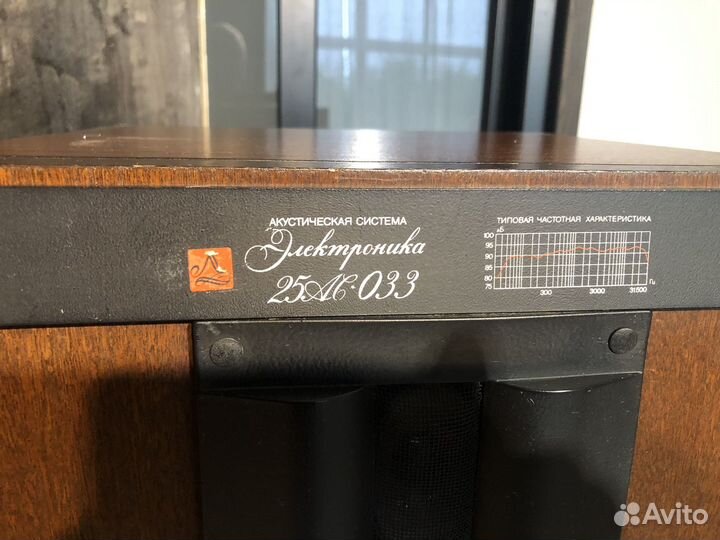 АКУСТИЧЕСКАЯ СИСТЕМА
Электроника
25АС·033
ТИПОВАЯ ЧАСТОТНАЯ ХАРАКТЕРИСТИКА
дБ
100
95
90
85
80
75
300 3000 31500 Гц
Avito